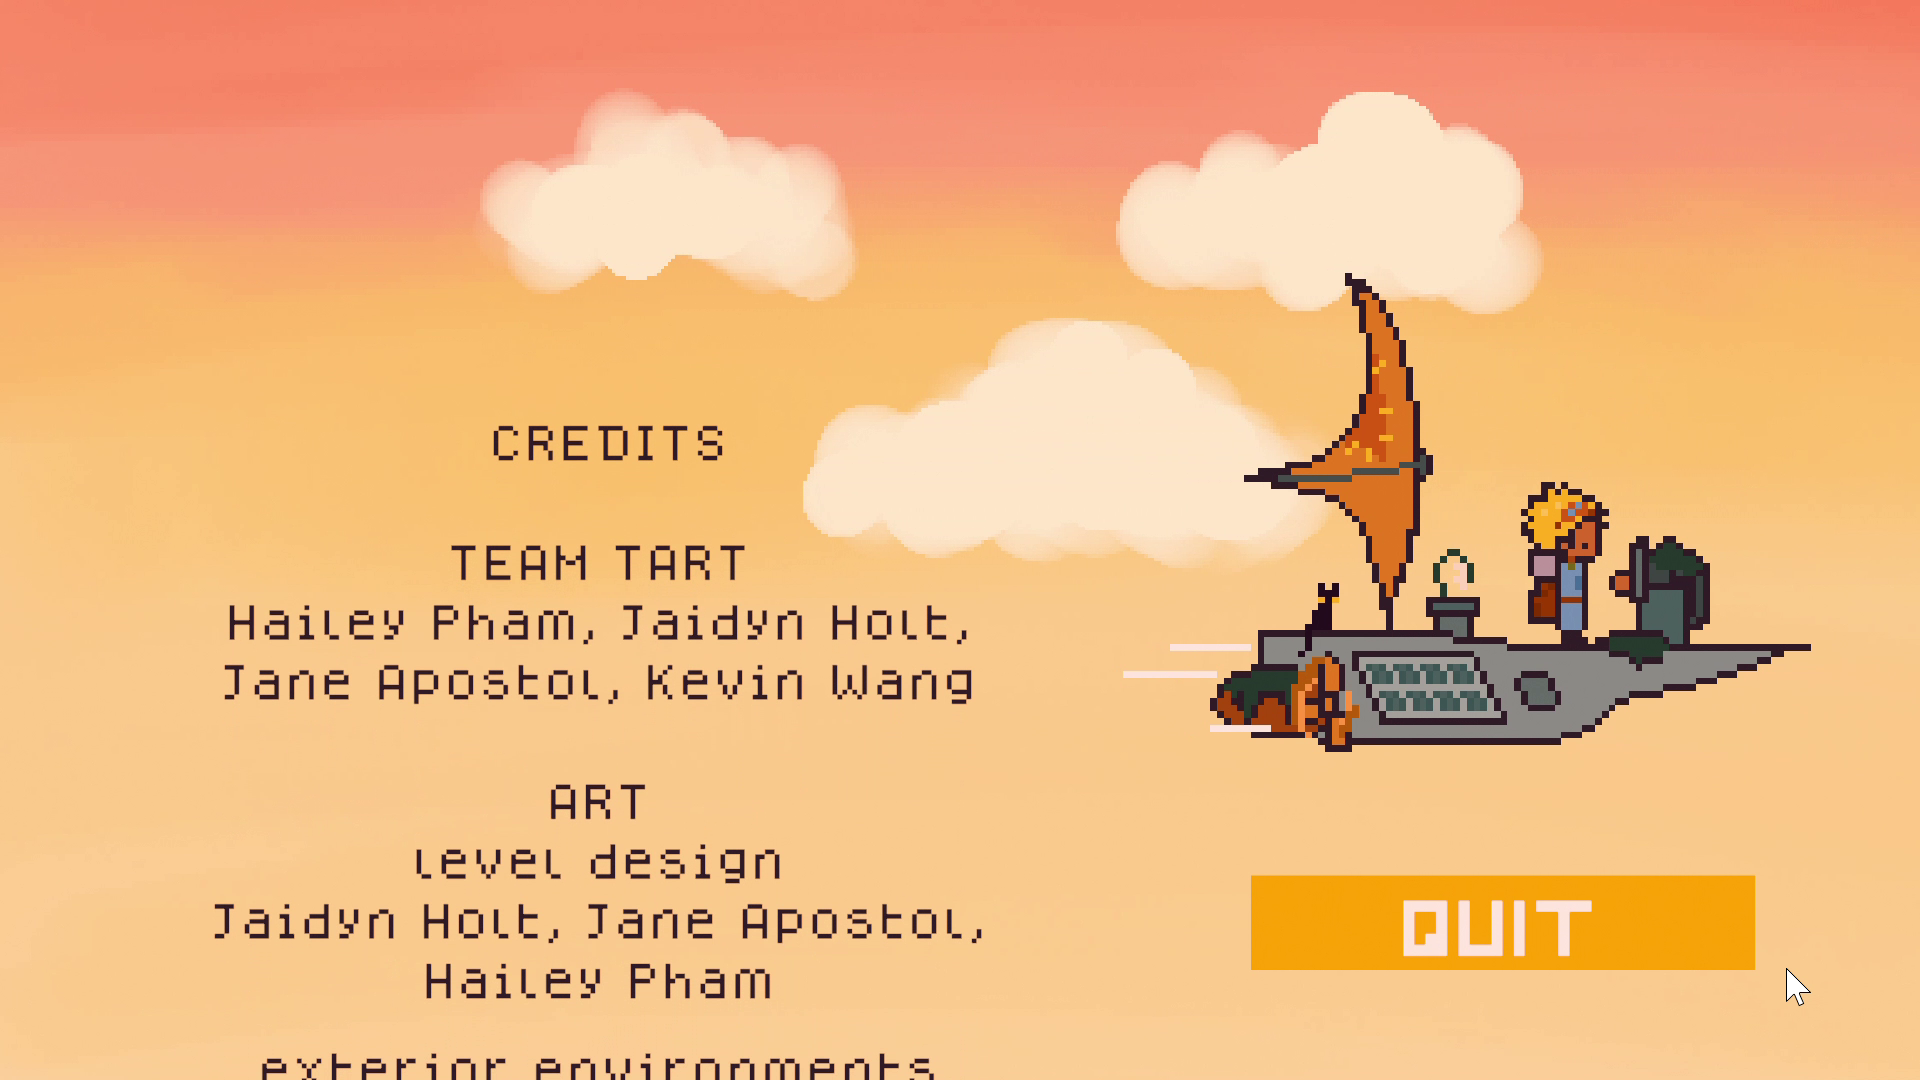 CREDITS
TEAM TART
Hailey Pham, Jaidyn Holt,
Jane Apostol, Kevin Wang
ART
level design
Jaidyn Holt, Jane Apostol,
Hailey Pham
exterior environments
QUIT